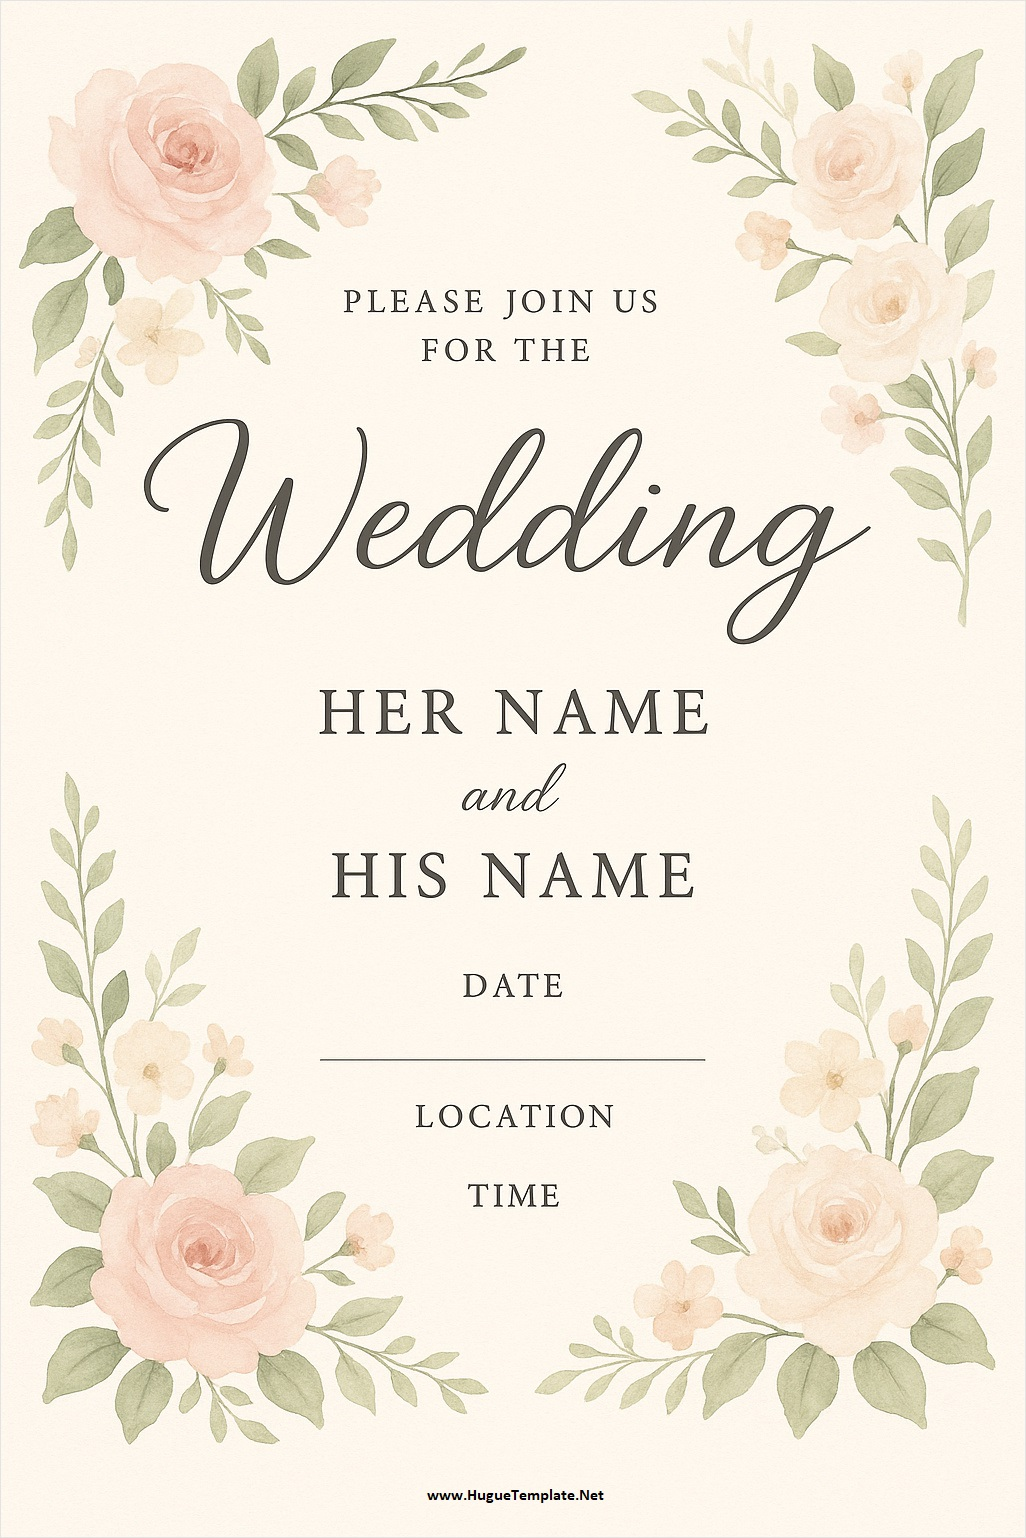 PLEASE JOIN US
FOR THE
Wedding
HER NAME
and
HIS NAME
DATE
LOCATION
TIME
www.HugueTemplate.Net